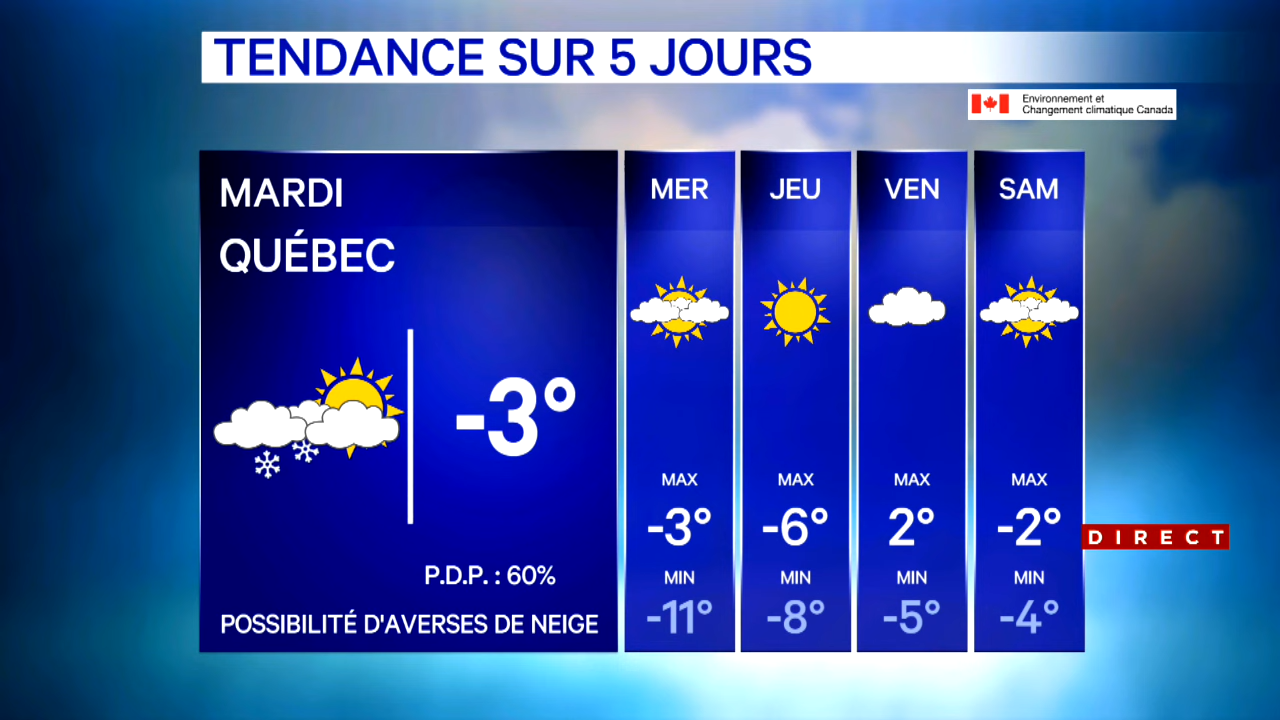 TENDANCE SUR 5 JOURS
Environnement et
Changement climatique Canada
MARDI
QUÉBEC
-3°
P.D.P. : 60%
POSSIBILITÉ D'AVERSES DE NEIGE
MER
MAX
-3°
MIN
-11°
JEU
MAX
-6°
MIN
-8°
VEN
MAX
2°
MIN
-5°
SAM
MAX
-2°
MIN
-4°
DIRECT